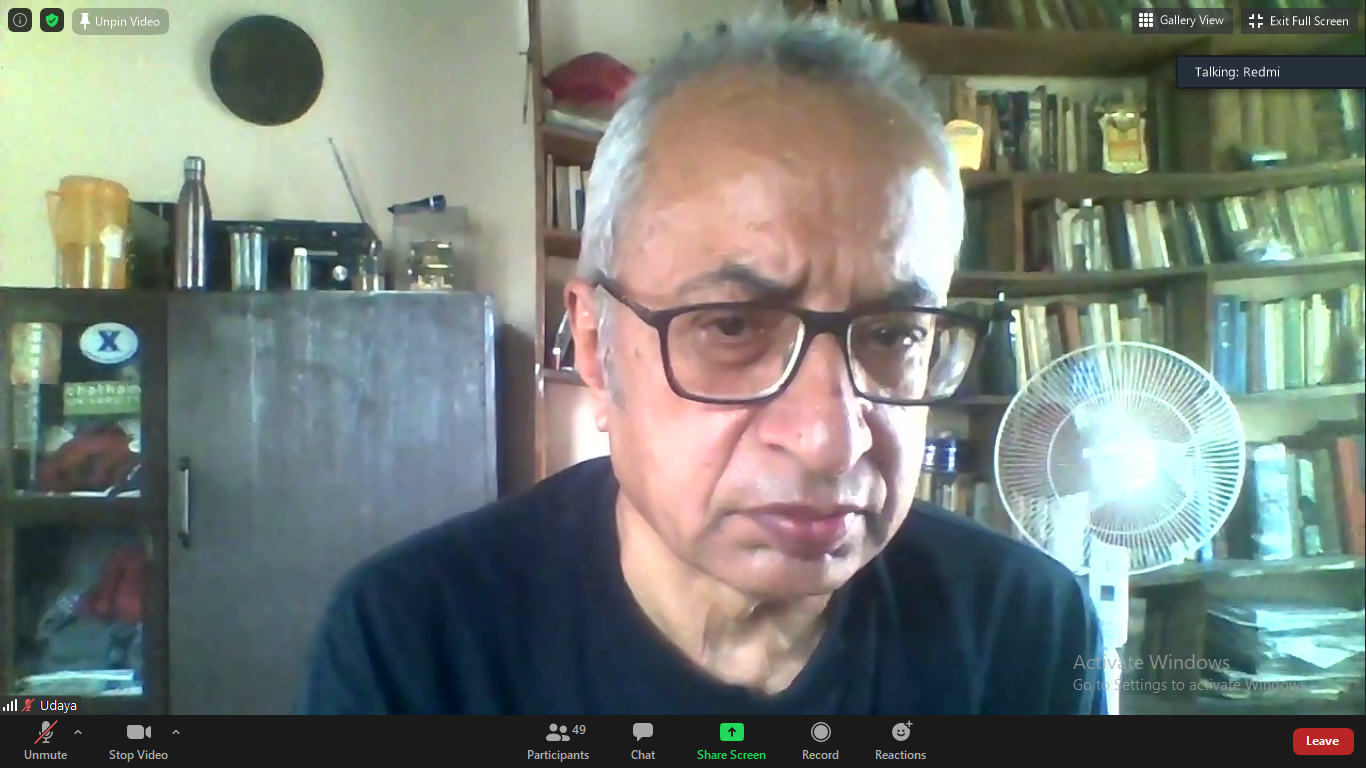 Unpin Video
Gallery View
Exit Full Screen
Talking: Redmi
X
chatham
Activate Windows
Go to Settings to activate Windows.
Udaya
Unmute
Stop Video
Participants
49
Chat
Share Screen
Record
Reactions
Leave